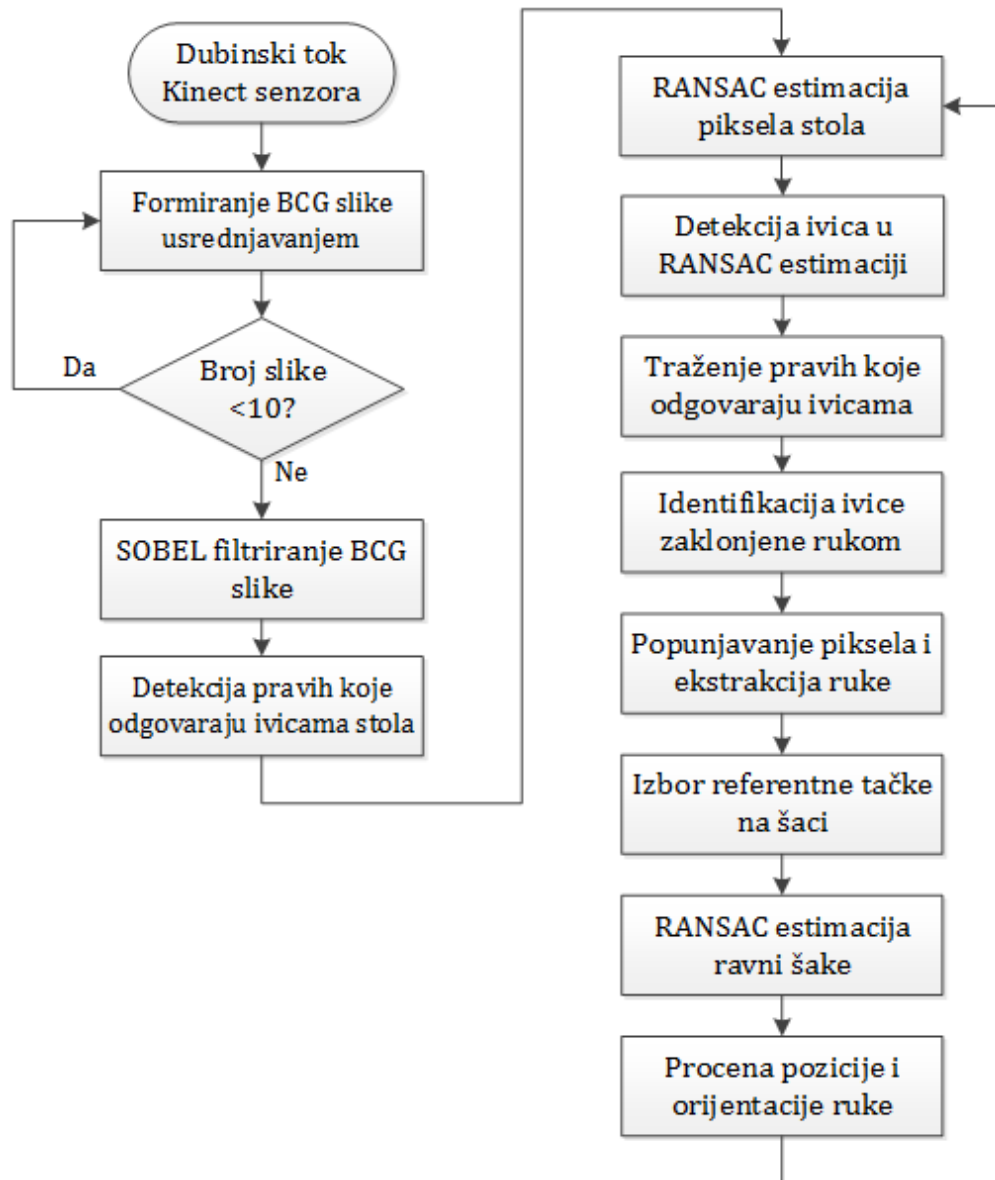 Dubinski tok
Kinect senzora
Formiranje BCG slike
usrednjavanjem
Da
Broj slike
<10?
Ne
SOBEL filtriranje BCG
slike
Detekcija pravih koje
odgovaraju ivicama stola
RANSAC estimacija
piksela stola
Detekcija ivica u
RANSAC estimaciji
Traženje pravih koje
odgovaraju ivicama
Identifikacija ivice
zaklonjene rukom
Popunjavanje piksela i
ekstrakcija ruke
Izbor referentne tačke
na šaci
RANSAC estimacija
ravni šake
Procena pozicije i
orijentacije ruke